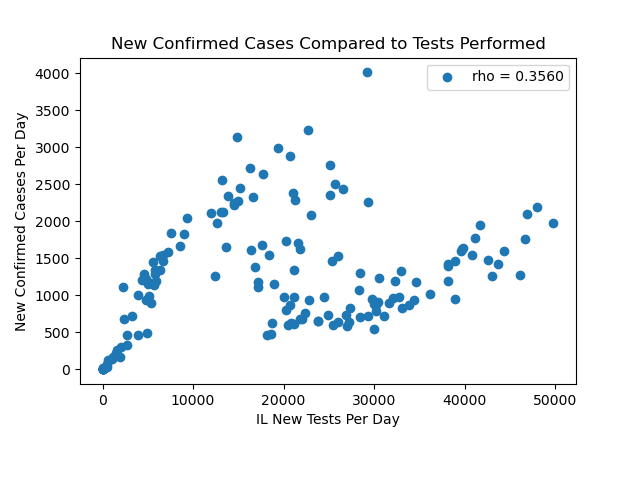 New Confirmed Cases Compared to Tests Performed
rho = 0.3560
New Confirmed Caeses Per Day
4000
3500
3000
2500
2000
1500
1000
500
0
0 10000 20000 30000 40000 50000
IL New Tests Per Day